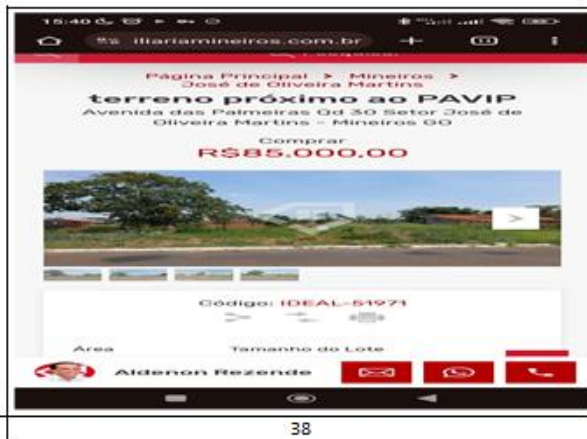 15:40
iliariamineiros.com.br
Página Principal > Mineiros >
José de Oliveira Martins
terreno próximo ao PAVIP
Avenida das Palmeiras Qd 30 Setor José de
Oliveira Martins - Mineiros GO
Comprar
R$85.000,00
>
Código: IDEAL-51971
Área Tamanho do Lote
Aldenon Rezende
38